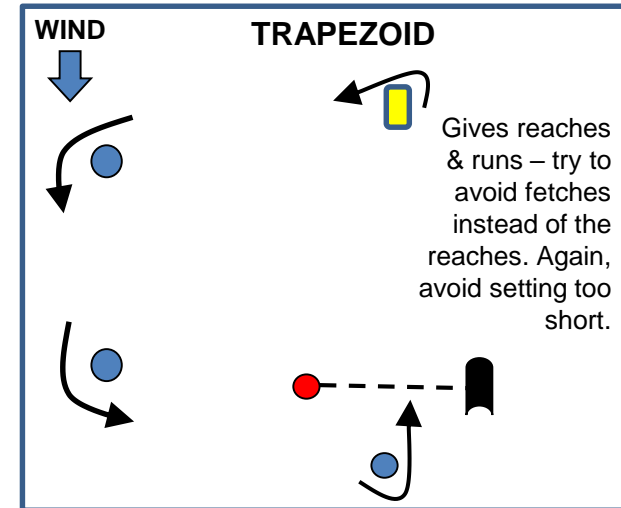 WIND
TRAPEZOID
Gives reaches
& runs – try to
avoid fetches
instead of the
reaches. Again,
avoid setting too
short.